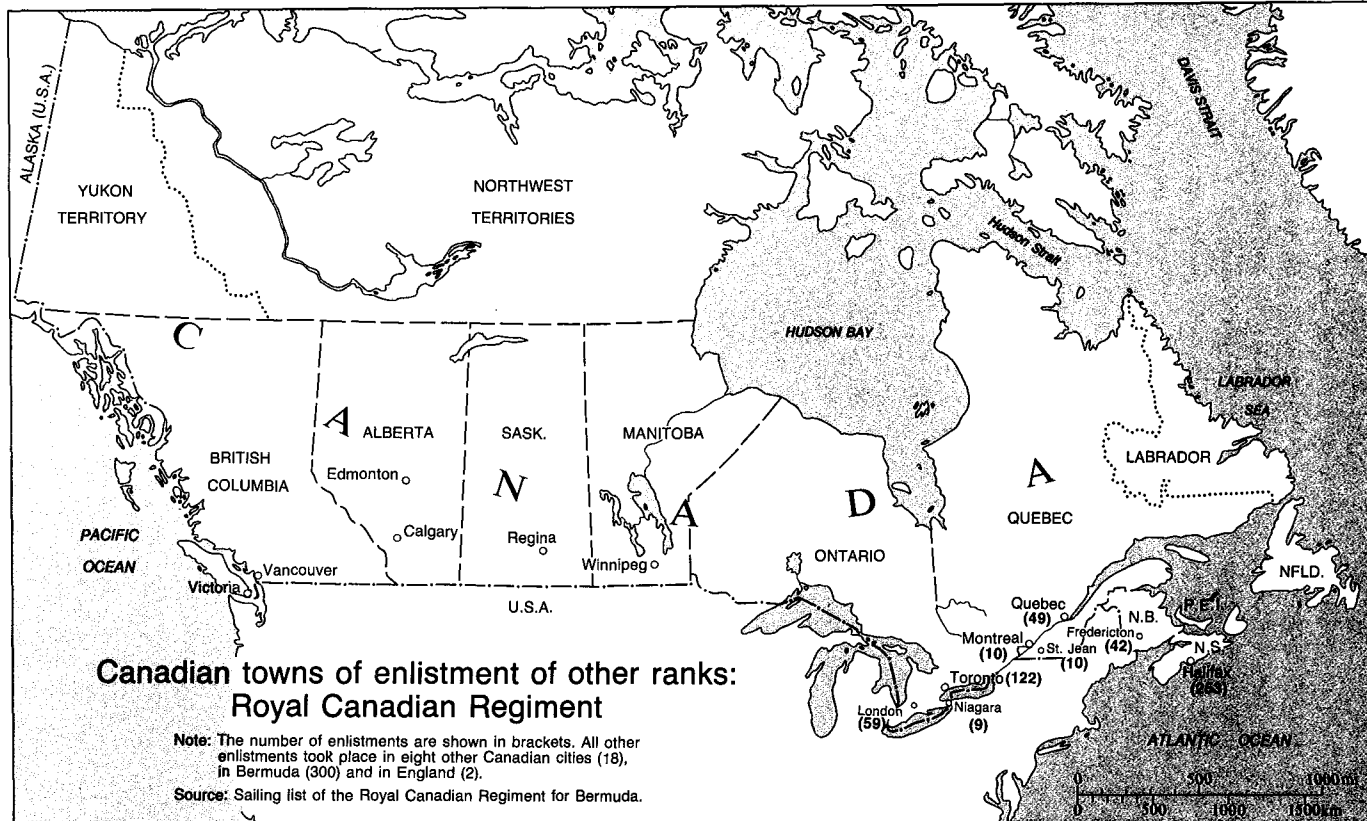 ALASKA (U.S.A.)
YUKON
TERRITORY
NORTHWEST
TERRITORIES
DAVIS STRAIT
Hudson Strait
HUDSON BAY
LABRADOR
SEA
C
A
N
A
D
A
BRITISH
COLUMBIA
ALBERTA
SASK.
MANITOBA
ONTARIO
QUEBEC
LABRADOR
NFLD.
P.E.I.
N.B.
N.S.
PACIFIC
OCEAN
Edmonton
Calgary
Regina
Winnipeg
Vancouver
Victoria
U.S.A.
Quebec
(49)
Montreal
(10)
St. Jean
(10)
Fredericton
(42)
Halifax
Toronto (122)
London
(59)
Niagara
(9)
ATLANTIC OCEAN
Canadian towns of enlistment of other ranks:
Royal Canadian Regiment
Note: The number of enlistments are shown in brackets. All other
enlistments took place in eight other Canadian cities (18),
in Bermuda (300) and in England (2).
Source: Sailing list of the Royal Canadian Regiment for Bermuda.
0 500 1000mi
0 500 1000 1500km